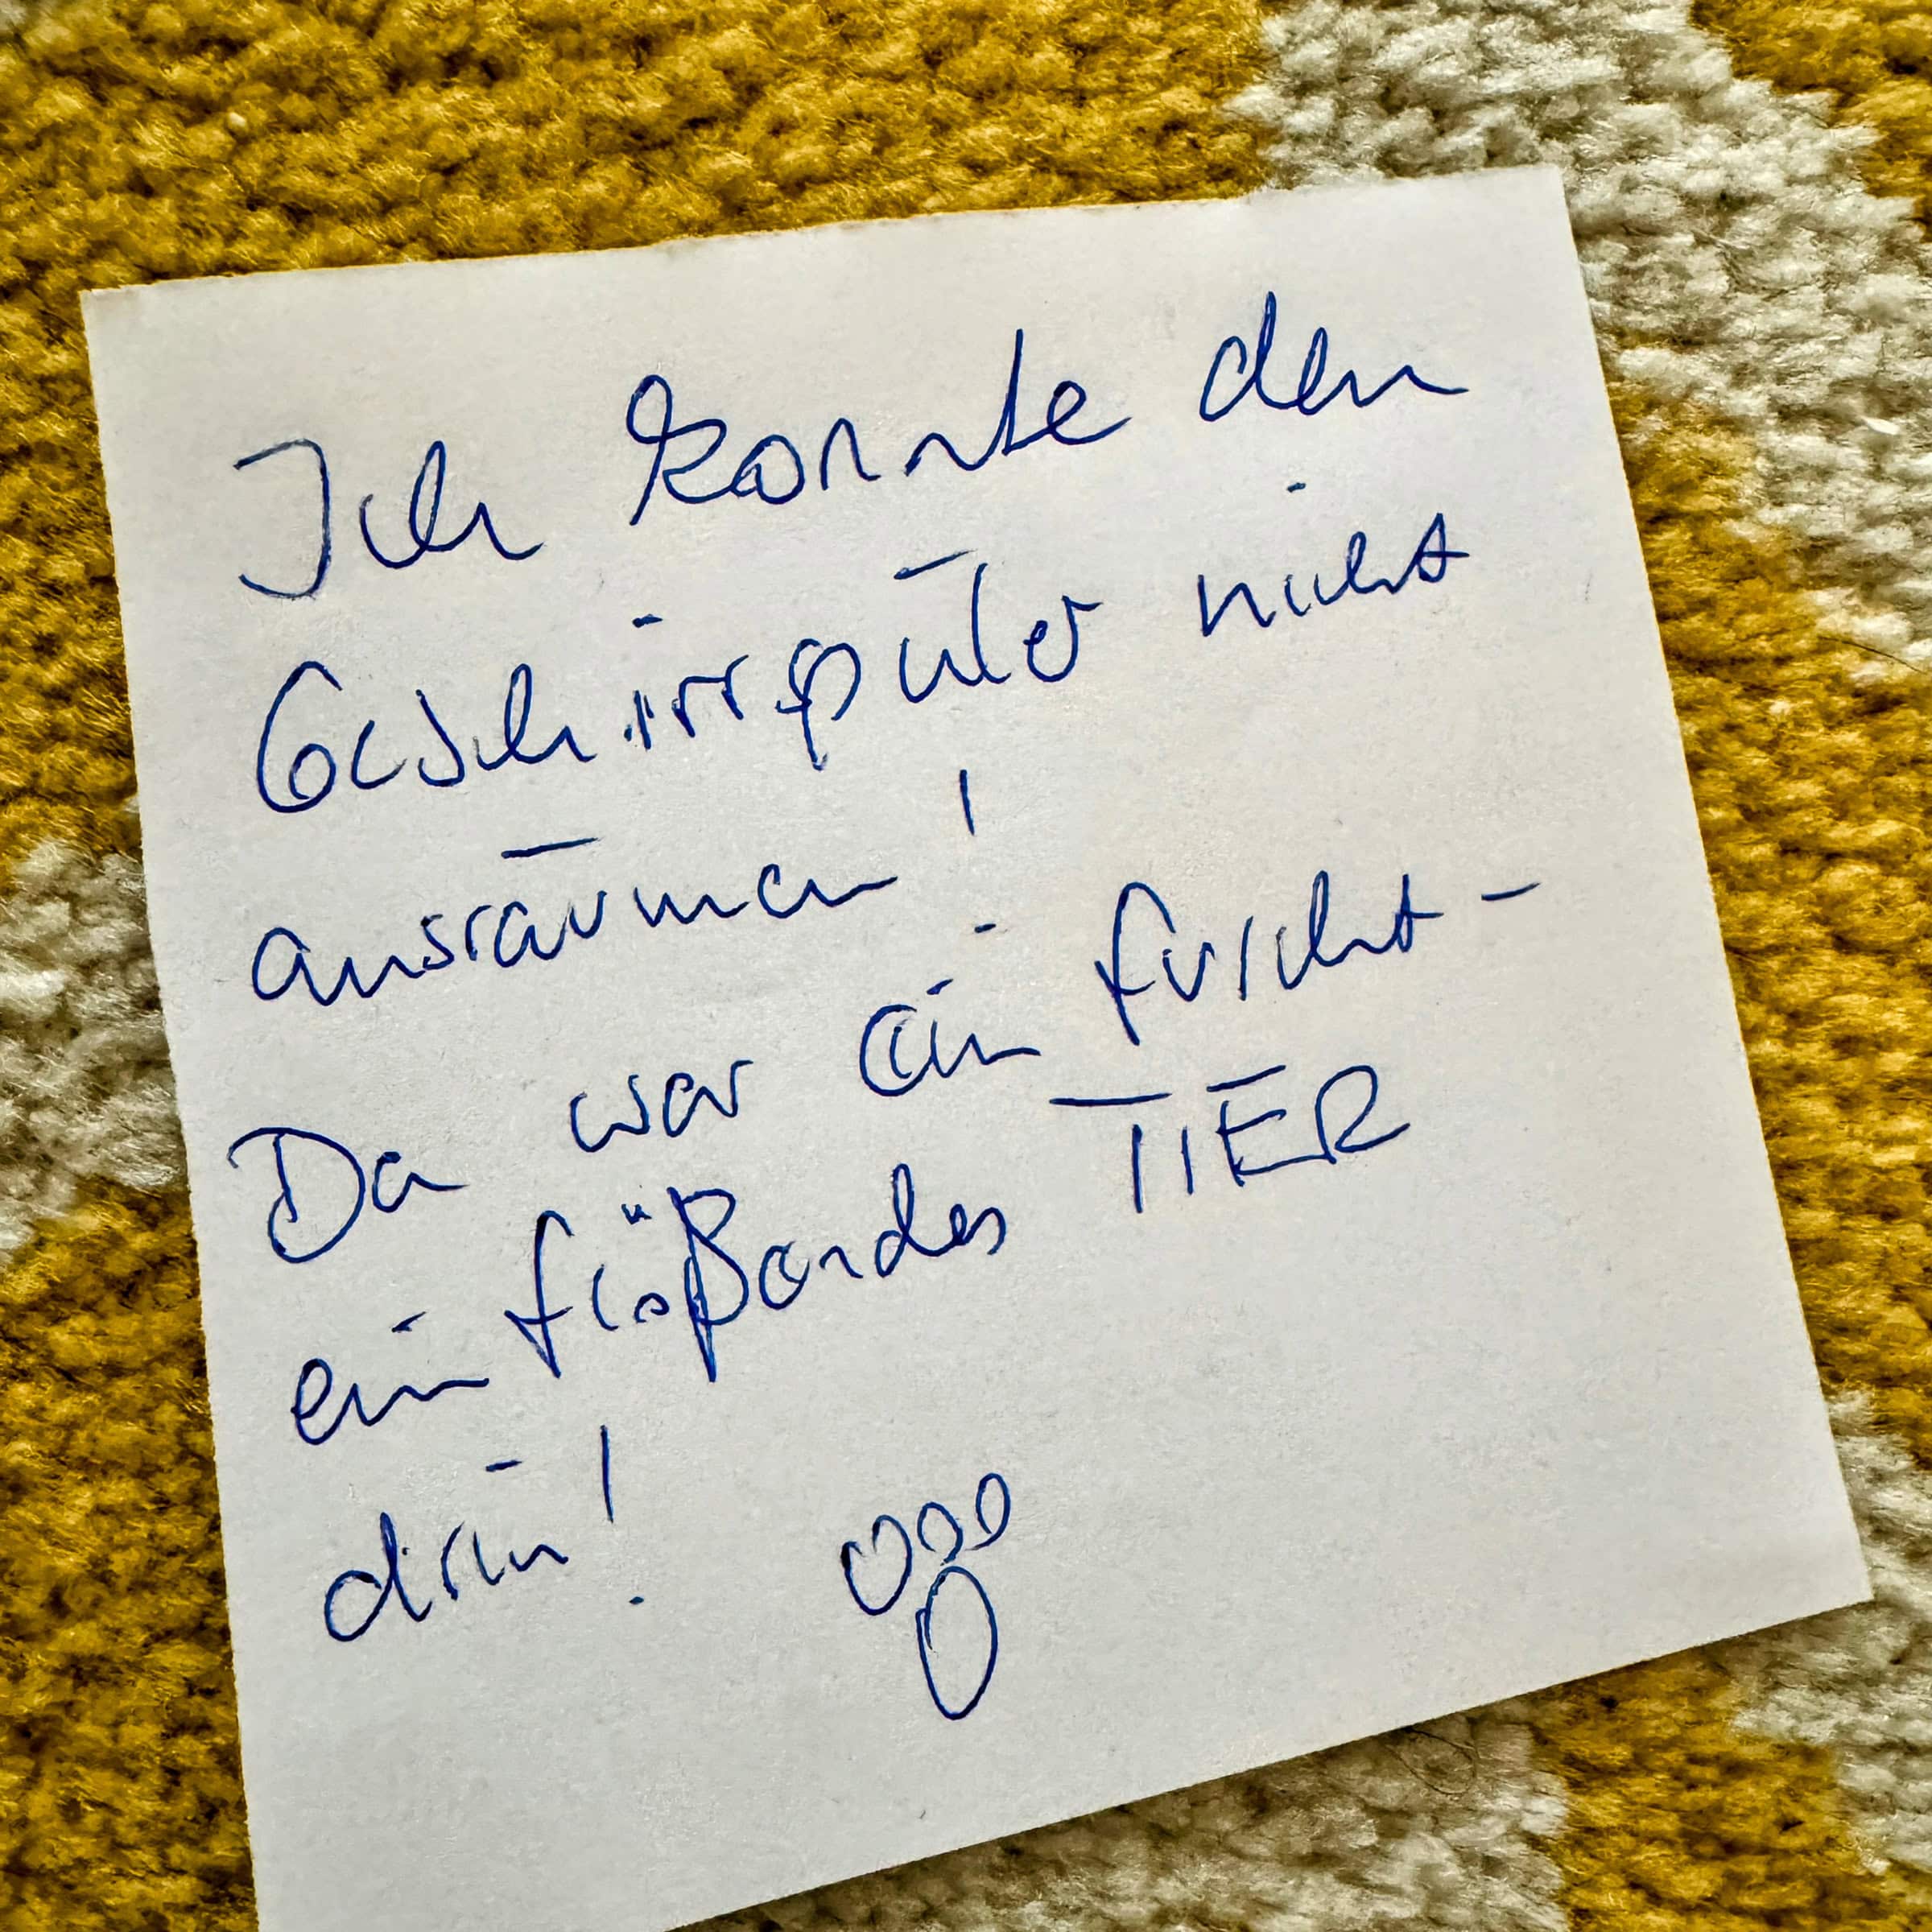 Ich konnte den
Geschirrspüler nicht
ausräumen!
Da war ein furcht-
einflößendes TIER
drin!